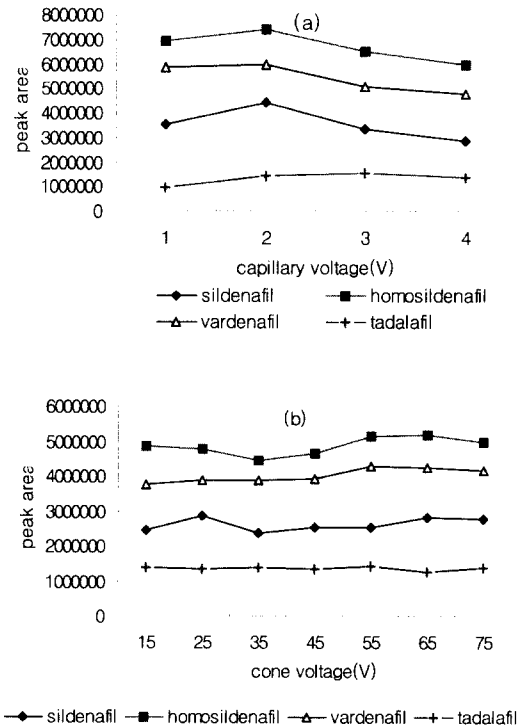 (a)
8000000
7000000
6000000
5000000
4000000
3000000
2000000
1000000
0
peak area
1 2 3 4
capillary voltage(V)
sildenafil homosildenafil
vardenafil tadalafil
(b)
6000000
5000000
4000000
3000000
2000000
1000000
0
peak area
15 25 35 45 55 65 75
cone voltage(V)
sildenafil homosildenafil vardenafil tadalafil